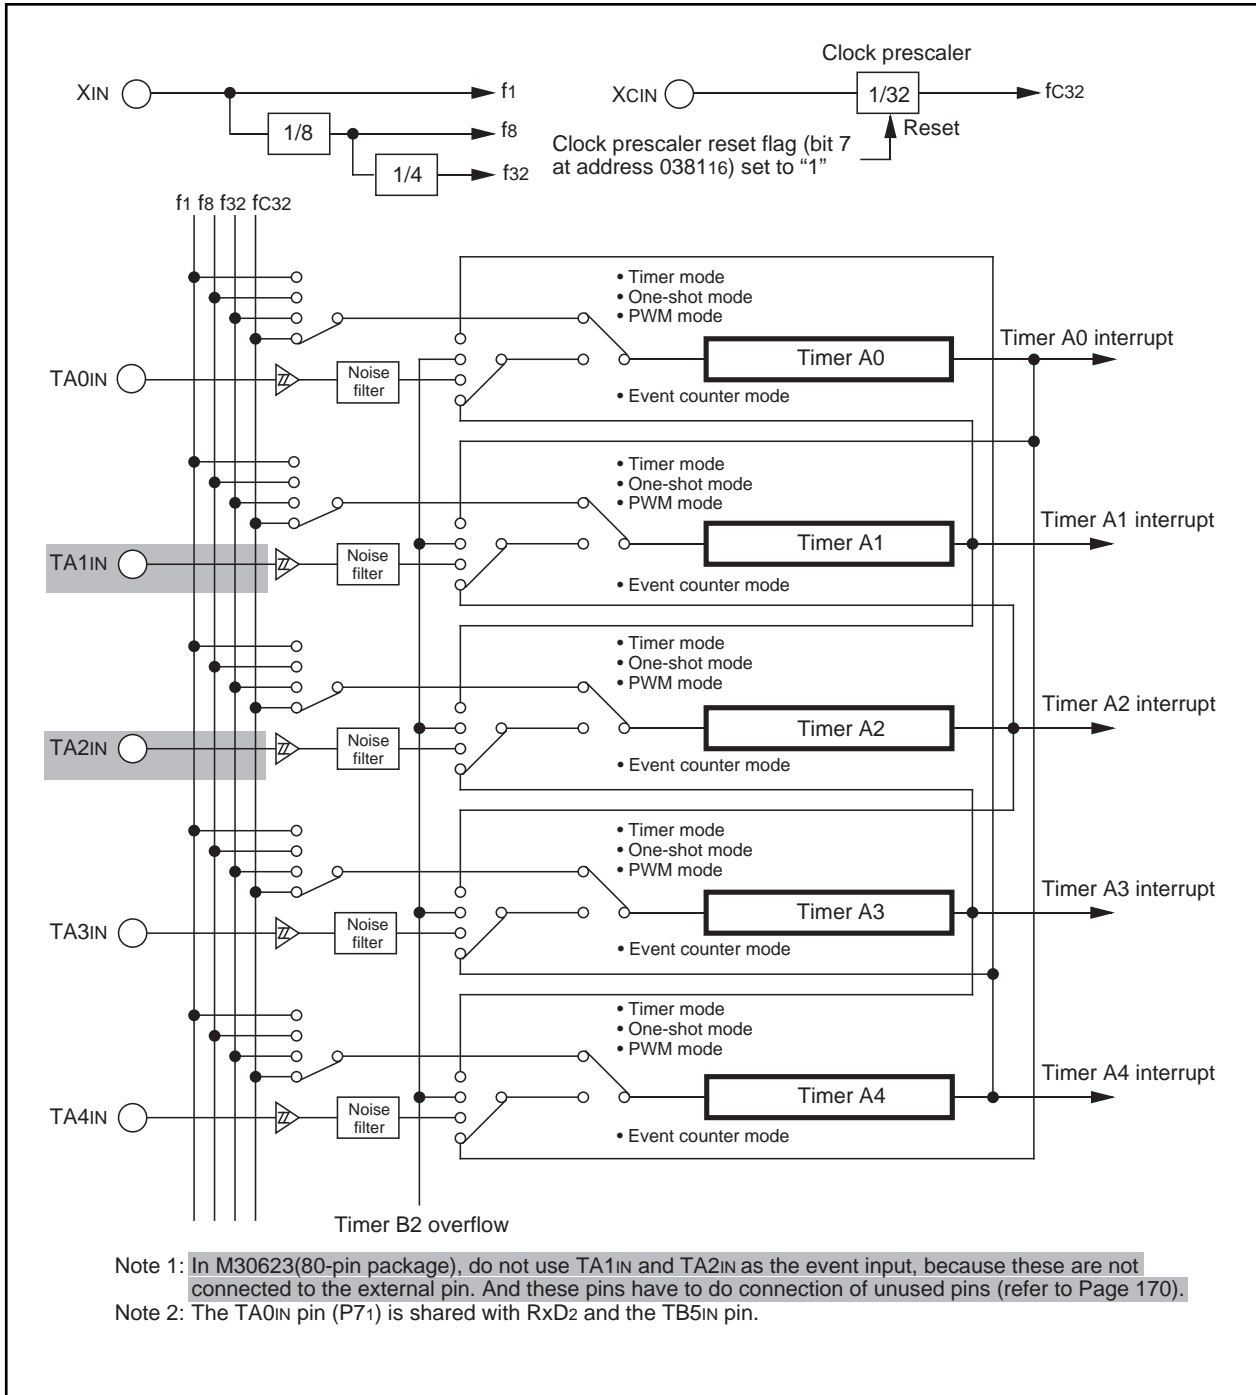 Clock prescaler
XIN f1 XCIN 1/32 fC32
1/8 f8
Reset
Clock prescaler reset flag (bit 7
at address 038116) set to “1”
1/4 f32
f1 f8 f32 fC32
• Timer mode
• One-shot mode
• PWM mode
Timer A0 interrupt
Timer A0
TA0IN
Noise
filter
• Event counter mode
• Timer mode
• One-shot mode
• PWM mode
Timer A1 interrupt
Timer A1
TA1IN
Noise
filter
• Event counter mode
• Timer mode
• One-shot mode
• PWM mode
Timer A2 interrupt
Timer A2
TA2IN
Noise
filter
• Event counter mode
• Timer mode
• One-shot mode
• PWM mode
Timer A3 interrupt
Timer A3
TA3IN
Noise
filter
• Event counter mode
• Timer mode
• One-shot mode
• PWM mode
Timer A4 interrupt
Timer A4
TA4IN
Noise
filter
• Event counter mode
Timer B2 overflow
Note 1: In M30623(80-pin package), do not use TA1IN and TA2IN as the event input, because these are not
connected to the external pin. And these pins have to do connection of unused pins (refer to Page 170).
Note 2: The TA0IN pin (P71) is shared with RxD2 and the TB5IN pin.